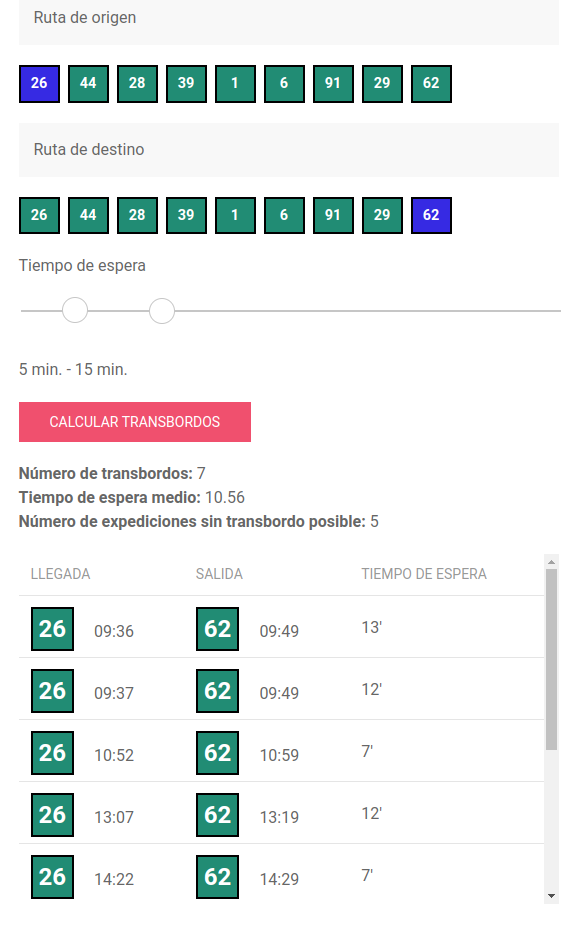 Ruta de origen
26 44 28 39 1 6 91 29 62
Ruta de destino
26 44 28 39 1 6 91 29 62
Tiempo de espera
5 min. - 15 min.
CALCULAR TRANSBORDOS
Número de transbordos: 7
Tiempo de espera medio: 10.56
Número de expediciones sin transbordo posible: 5
LLEGADA SALIDA TIEMPO DE ESPERA
26 09:36 62 09:49 13'
26 09:37 62 09:49 12'
26 10:52 62 10:59 7'
26 13:07 62 13:19 12'
26 14:22 62 14:29 7'